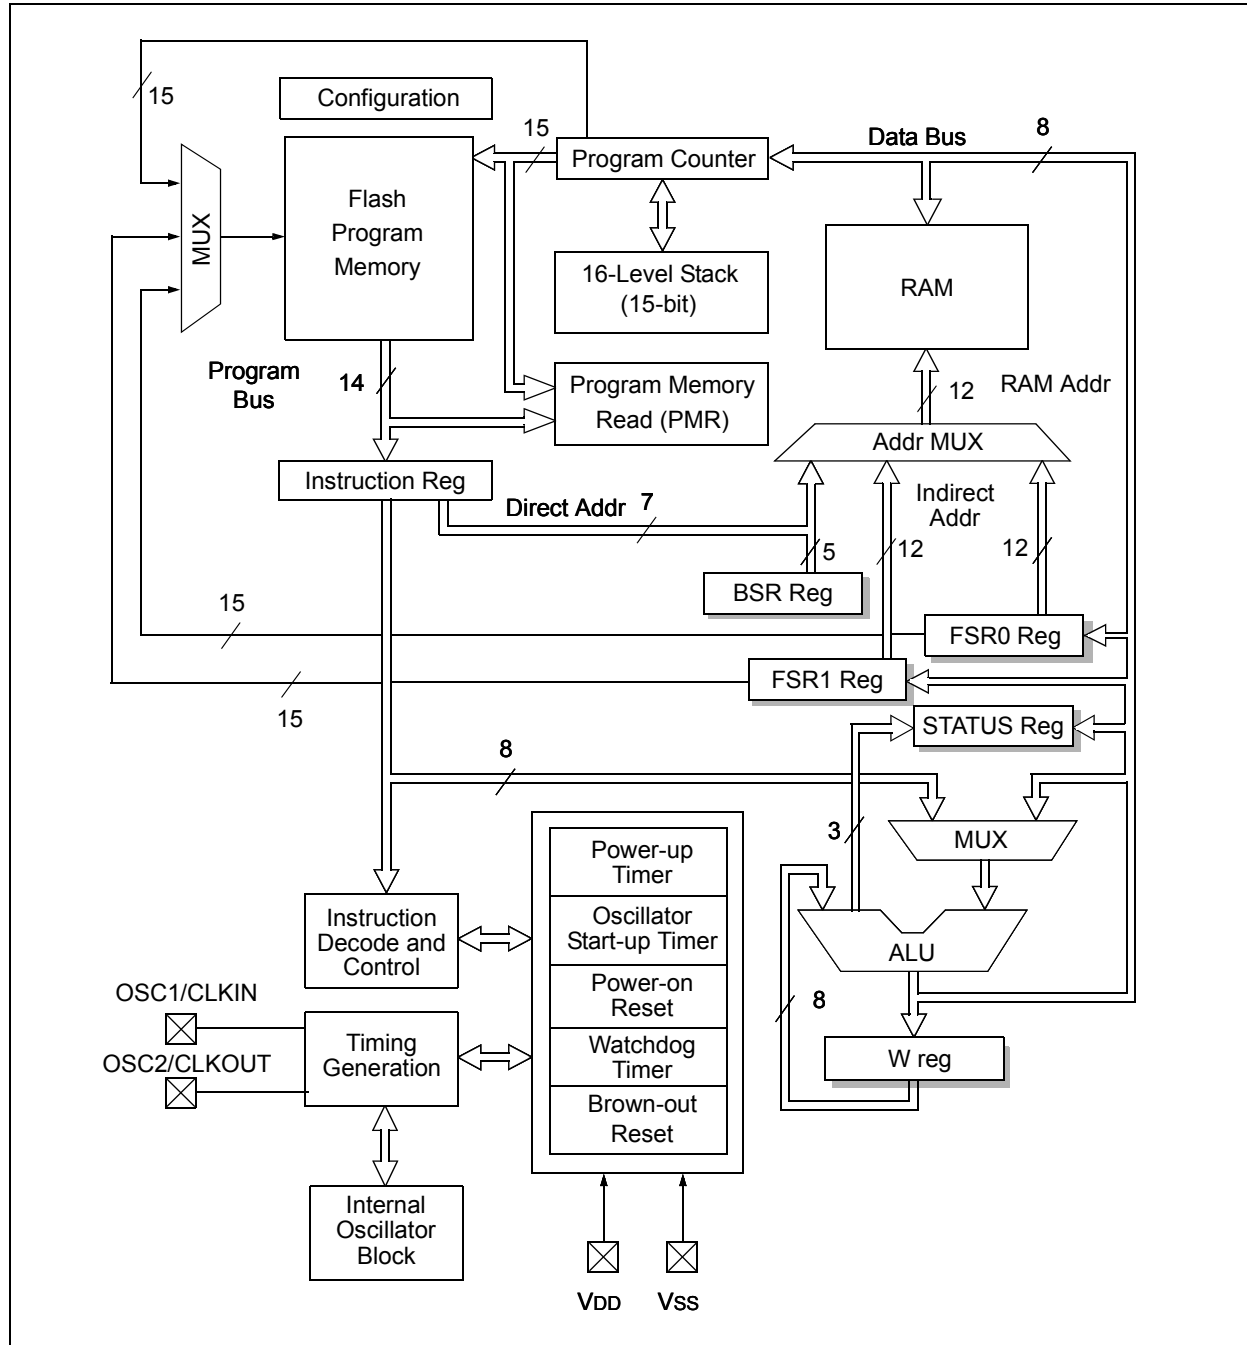 15
Configuration
15
Program Counter
Data Bus
8
MUX
Flash
Program
Memory
16-Level Stack
(15-bit)
RAM
Program
Bus
14
Program Memory
Read (PMR)
12
RAM Addr
Addr MUX
Instruction Reg
Direct Addr
7
Indirect
Addr
5
12
12
BSR Reg
15
FSR0 Reg
FSR1 Reg
15
STATUS Reg
8
3
MUX
Power-up
Timer
Instruction
Decode and
Control
Oscillator
Start-up Timer
ALU
Power-on
Reset
8
OSC1/CLKIN
Timing
Generation
Watchdog
Timer
W reg
OSC2/CLKOUT
Brown-out
Reset
Internal
Oscillator
Block
VDD
VSS